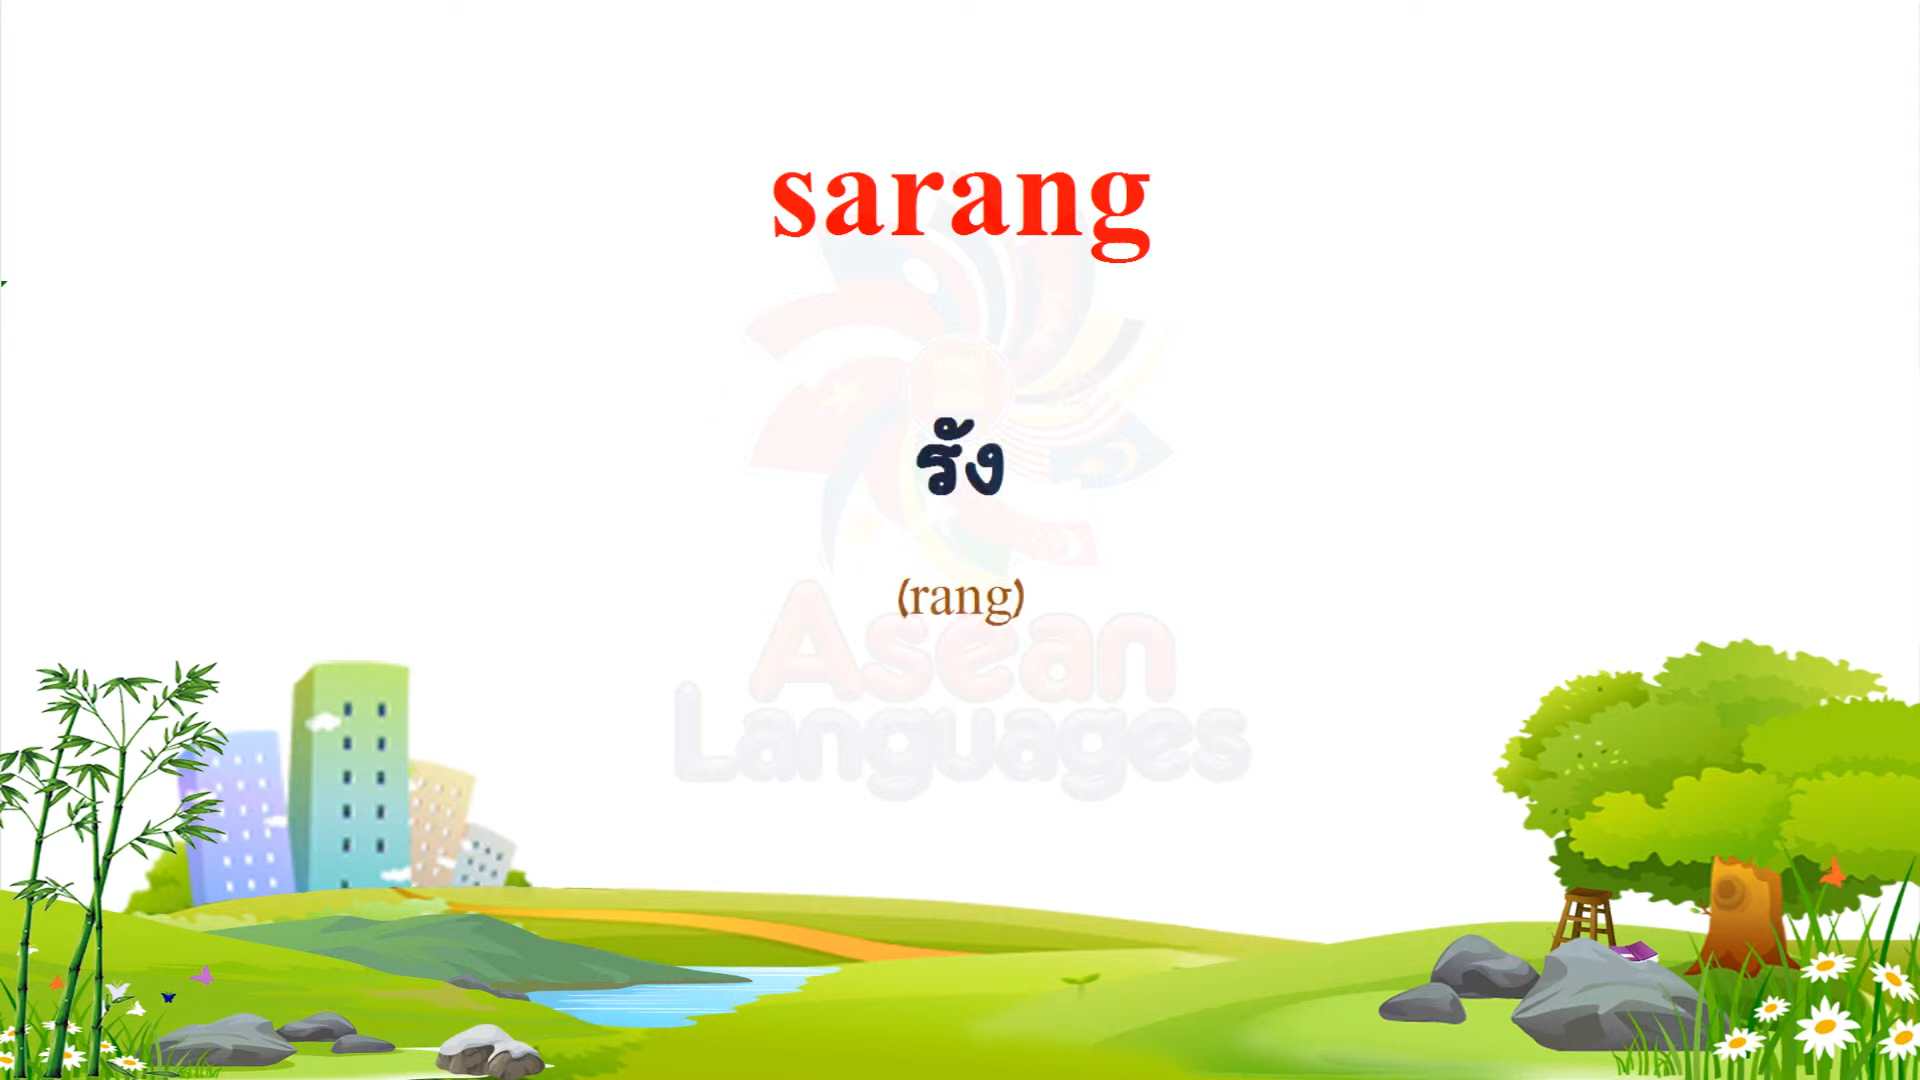 sarang
รัง
(rang)
Asean
Languages